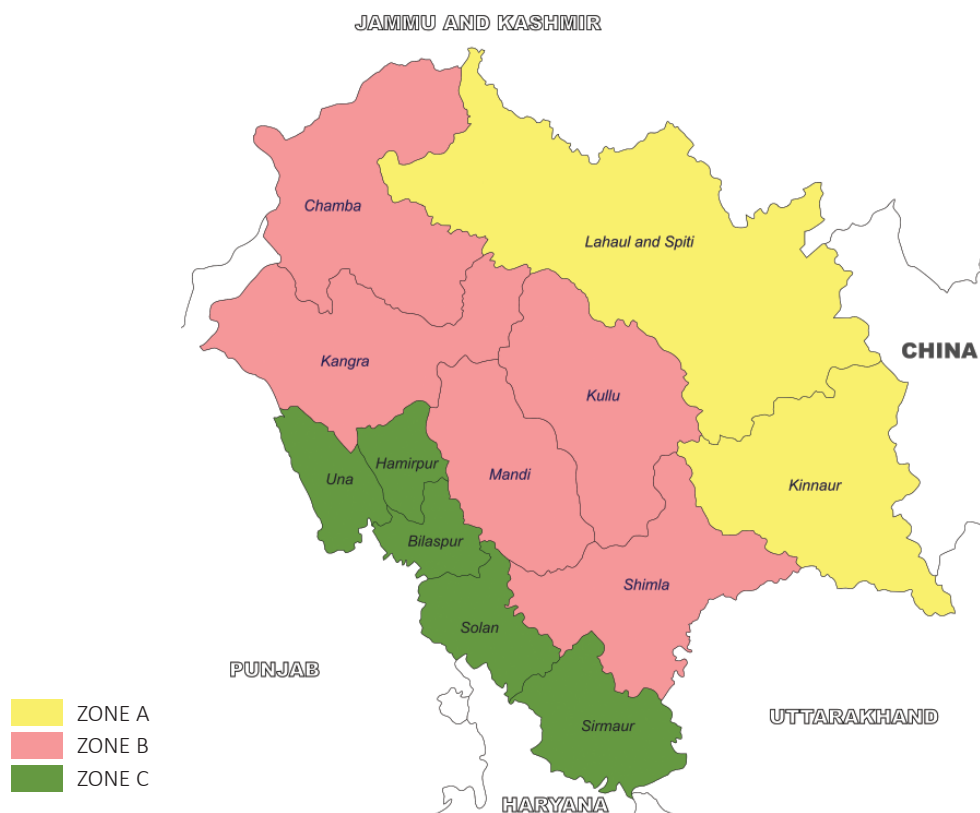 JAMMU AND KASHMIR
Chamba
Lahaul and Spiti
CHINA
Kangra
Kullu
Hamirpur
Mandi
Una
Kinnaur
Bilaspur
Shimla
Solan
PUNJAB
UTTARAKHAND
Sirmaur
HARYANA
ZONE A
ZONE B
ZONE C